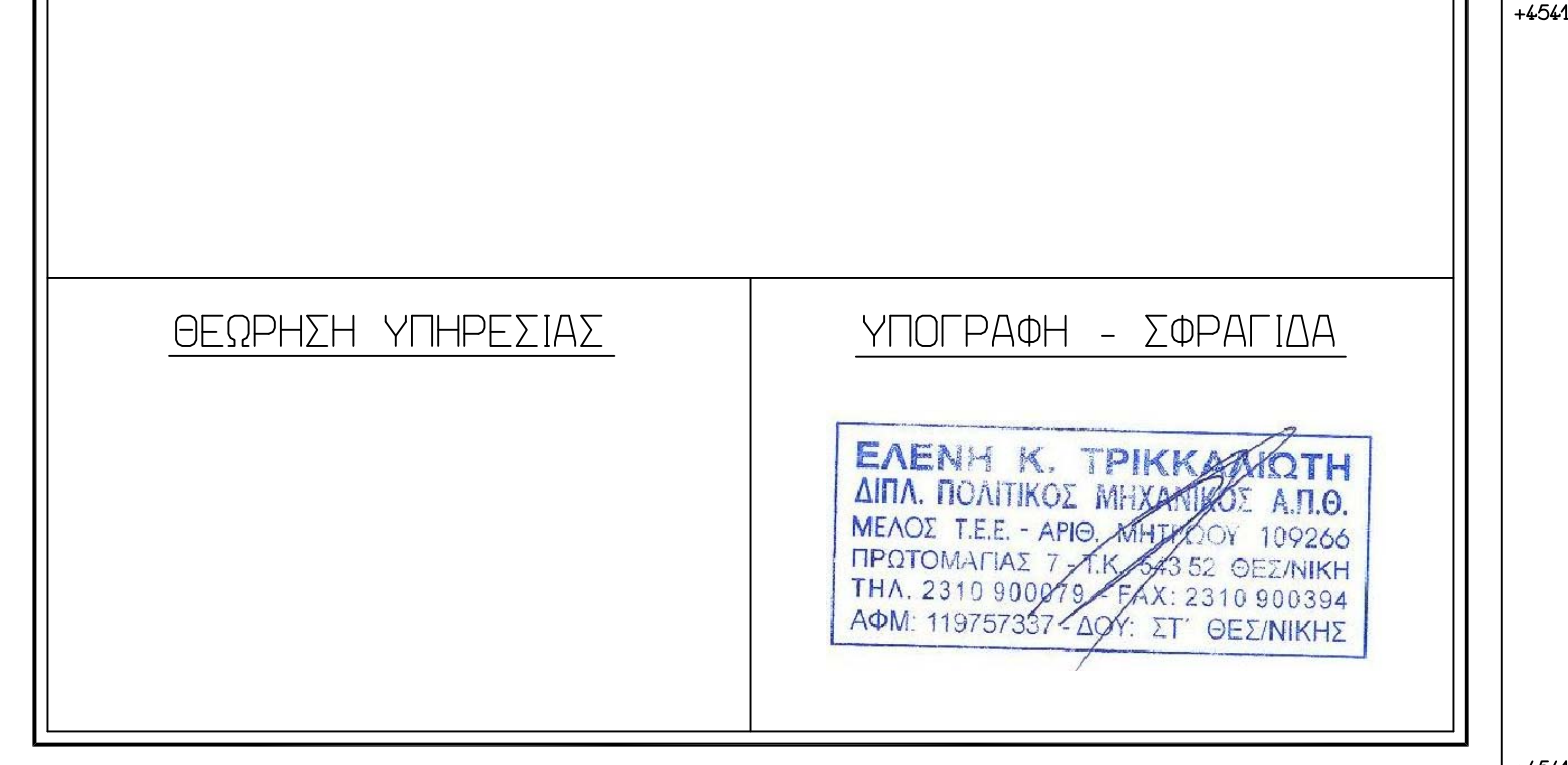 +4541
ΘΕΩΡΗΣΗ ΥΠΗΡΕΣΙΑΣ
ΥΠΟΓΡΑΦΗ - ΣΦΡΑΓΙΔΑ
ΕΛΕΝΗ Κ. ΤΡΙΚΚΑΛΙΩΤΗ
ΔΙΠΛ. ΠΟΛΙΤΙΚΟΣ ΜΗΧΑΝΙΚΟΣ Α.Π.Θ.
ΜΕΛΟΣ Τ.Ε.Ε. - ΑΡΙΘ. ΜΗΤΡΩΟΥ 109266
ΠΡΩΤΟΜΑΓΙΑΣ 7 - Τ.Κ. 543 52 ΘΕΣ/ΝΙΚΗ
ΤΗΛ. 2310 900079 - FAX: 2310 900394
ΑΦΜ: 119757337 - ΔΟΥ: ΣΤ΄ ΘΕΣ/ΝΙΚΗΣ